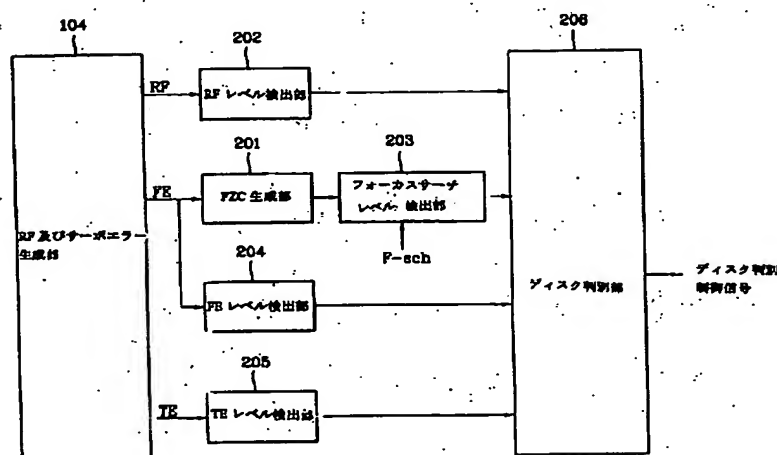 104
202
206
RF
RF レベル検出部
201
203
FE
FZC 生成部
フォーカスサーチ
レベル 検出部
RF 及びサーボエラー
生成部
F-sch
204
FE レベル検出部
ディスク判別部
ディスク判別
制御信号
205
TE
TE レベル検出部